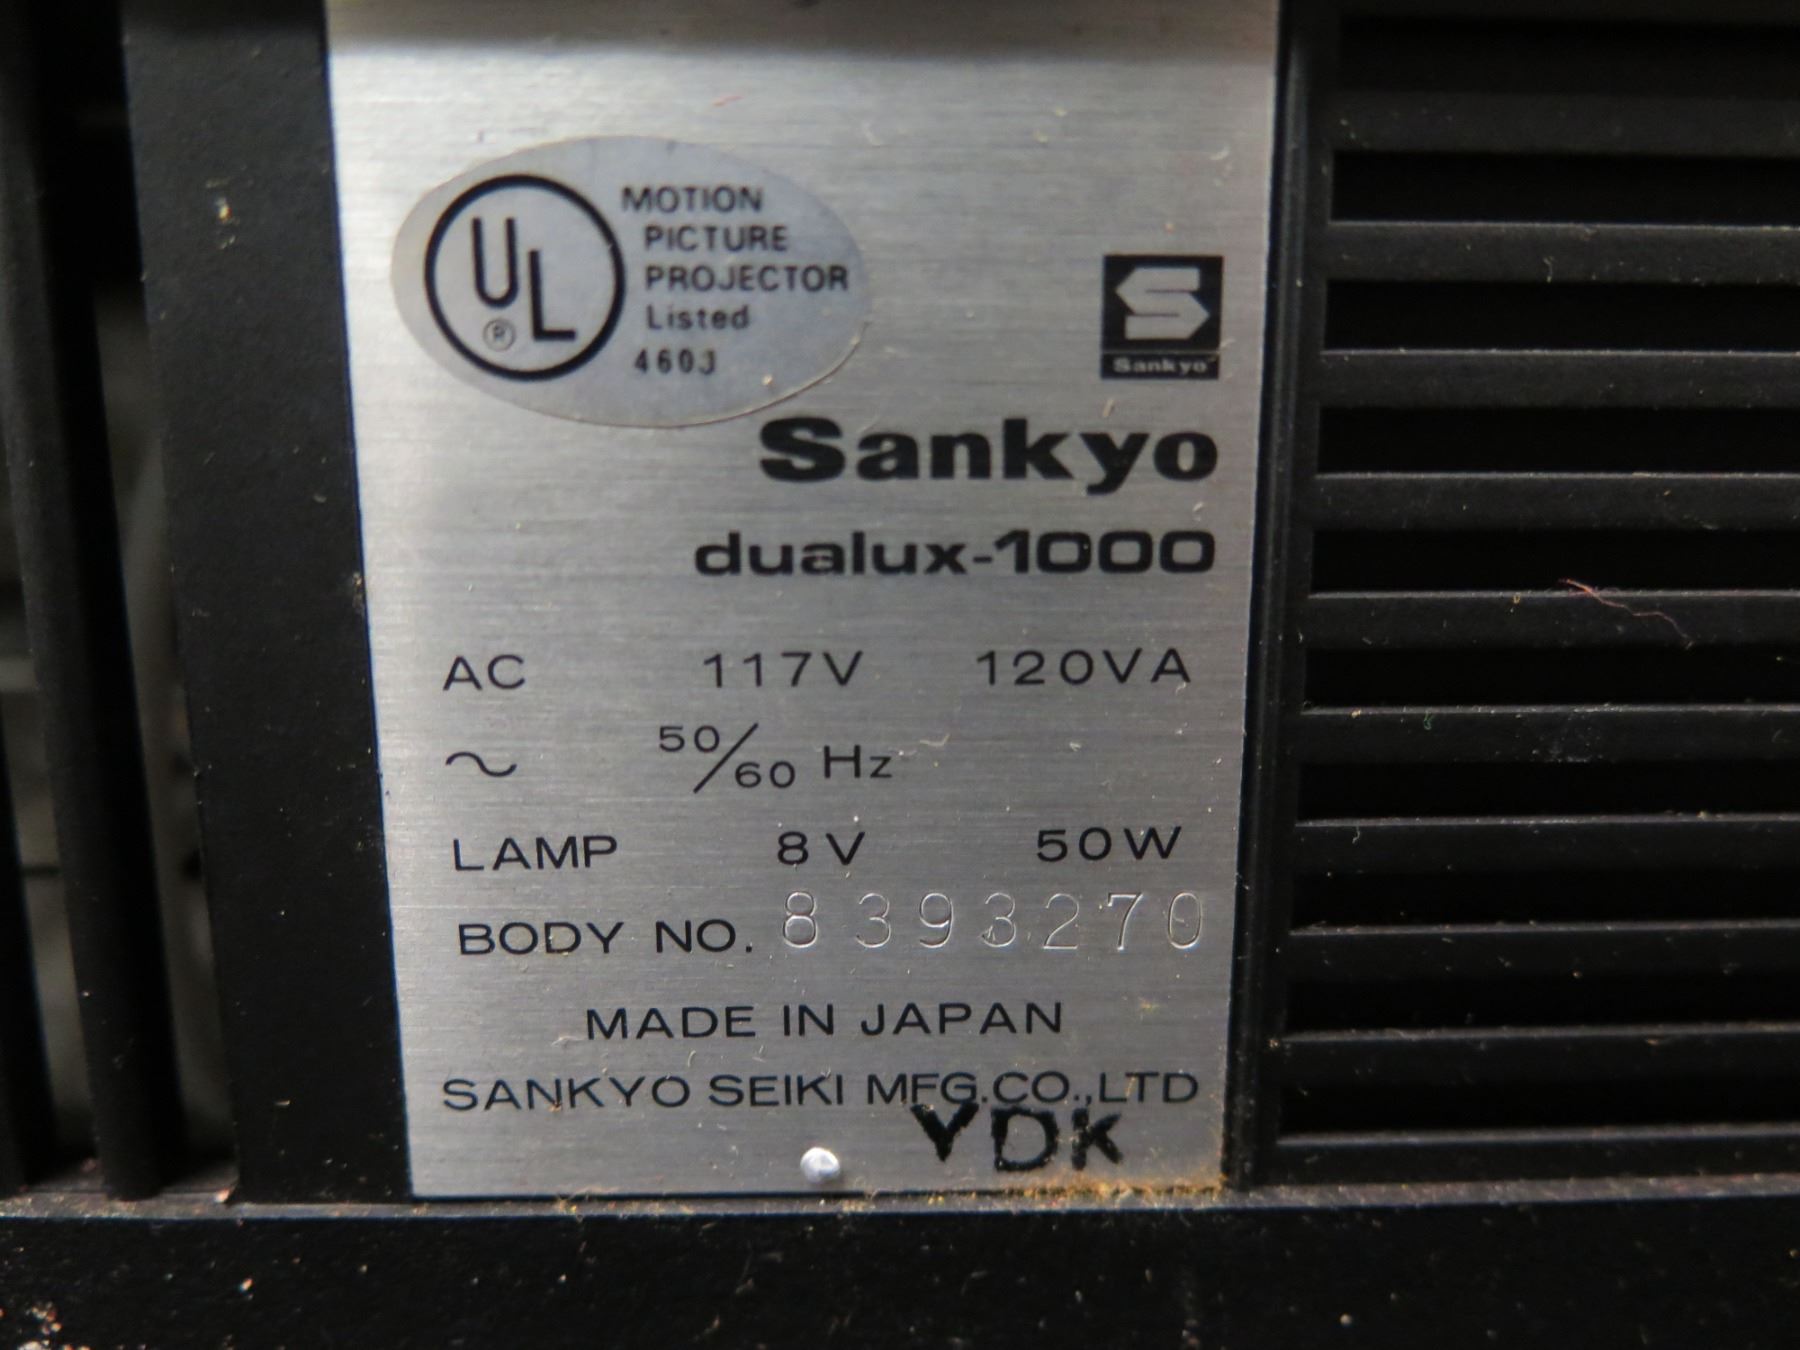 UL
®
MOTION
PICTURE
PROJECTOR
Listed
460J
S
Sankyo
Sankyo
dualux-1000
AC 117V 120VA
~ 50/60 Hz
LAMP 8V 50W
BODY NO. 8393270
MADE IN JAPAN
SANKYO SEIKI MFG.CO.,LTD
YDK